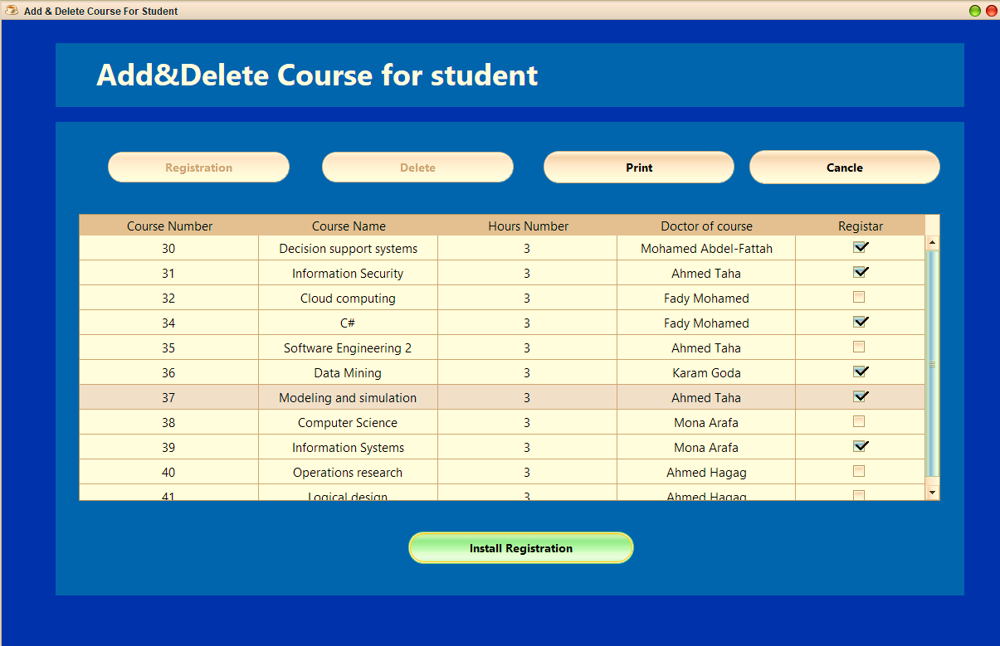 Add & Delete Course For Student
Add&Delete Course for student
Registration Delete Print Cancle
Course Number Course Name Hours Number Doctor of course Registar
30 Decision support systems 3 Mohamed Abdel-Fattah
31 Information Security 3 Ahmed Taha
32 Cloud computing 3 Fady Mohamed
34 C# 3 Fady Mohamed
35 Software Engineering 2 3 Ahmed Taha
36 Data Mining 3 Karam Goda
37 Modeling and simulation 3 Ahmed Taha
38 Computer Science 3 Mona Arafa
39 Information Systems 3 Mona Arafa
40 Operations research 3 Ahmed Hagag
41 Logical design 3 Ahmed Hagag
Install Registration